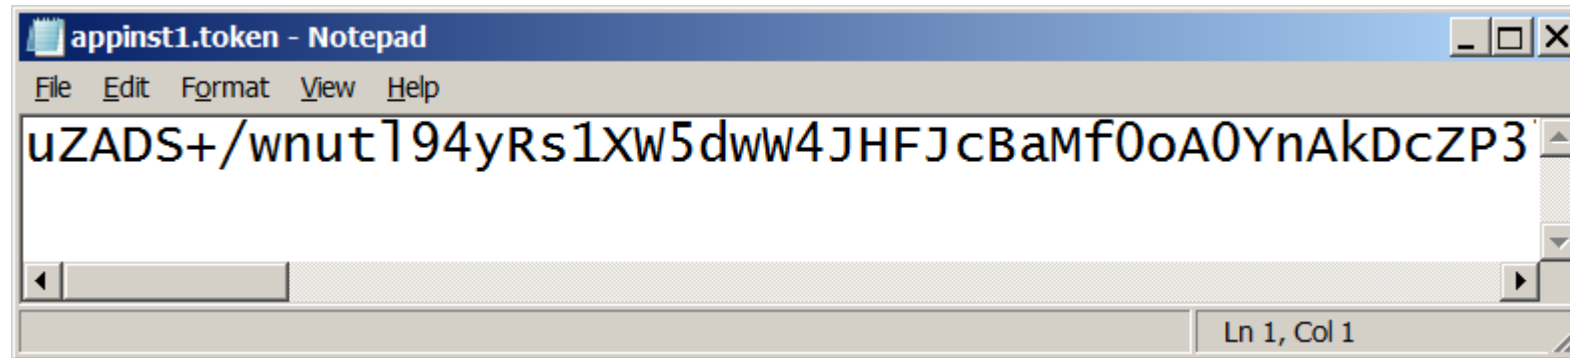 appinst1.token - Notepad
File Edit Format View Help
uZADS+/wnutl94yRs1XW5dwW4JHFJcBaMf0oA0YnAkDcZP3
Ln 1, Col 1